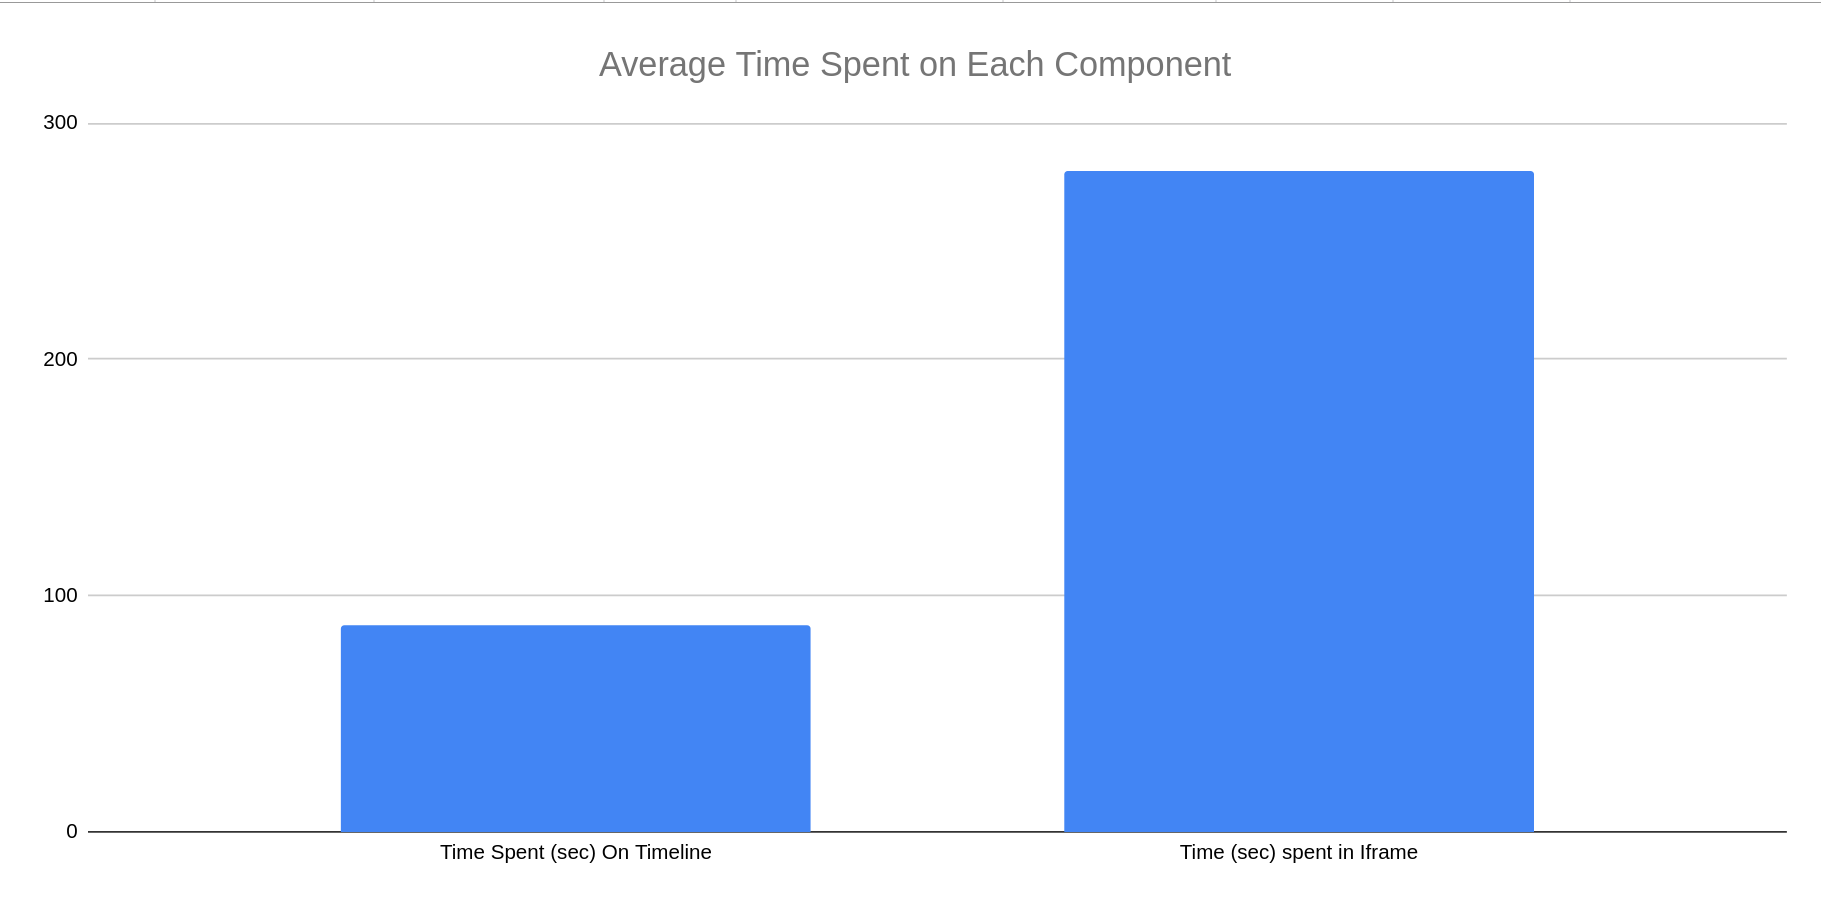 Average Time Spent on Each Component
300
200
100
0
Time Spent (sec) On Timeline
Time (sec) spent in Iframe